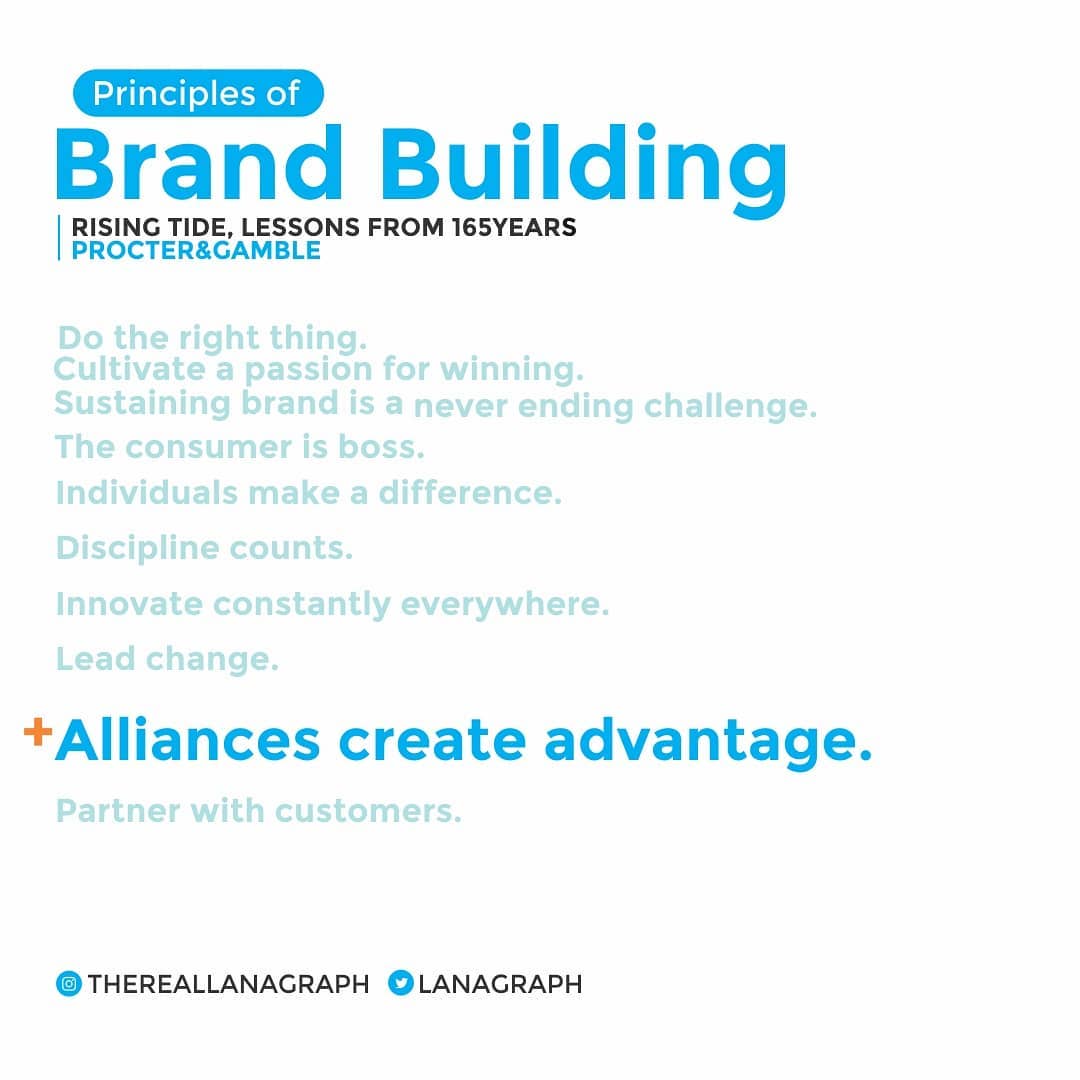 Principles of
Brand Building
RISING TIDE, LESSONS FROM 165YEARS
PROCTER&GAMBLE
Do the right thing.
Cultivate a passion for winning.
Sustaining brand is a never ending challenge.
The consumer is boss.
Individuals make a difference.
Discipline counts.
Innovate constantly everywhere.
Lead change.
+Alliances create advantage.
Partner with customers.
THEREALLANAGRAPH LANAGRAPH